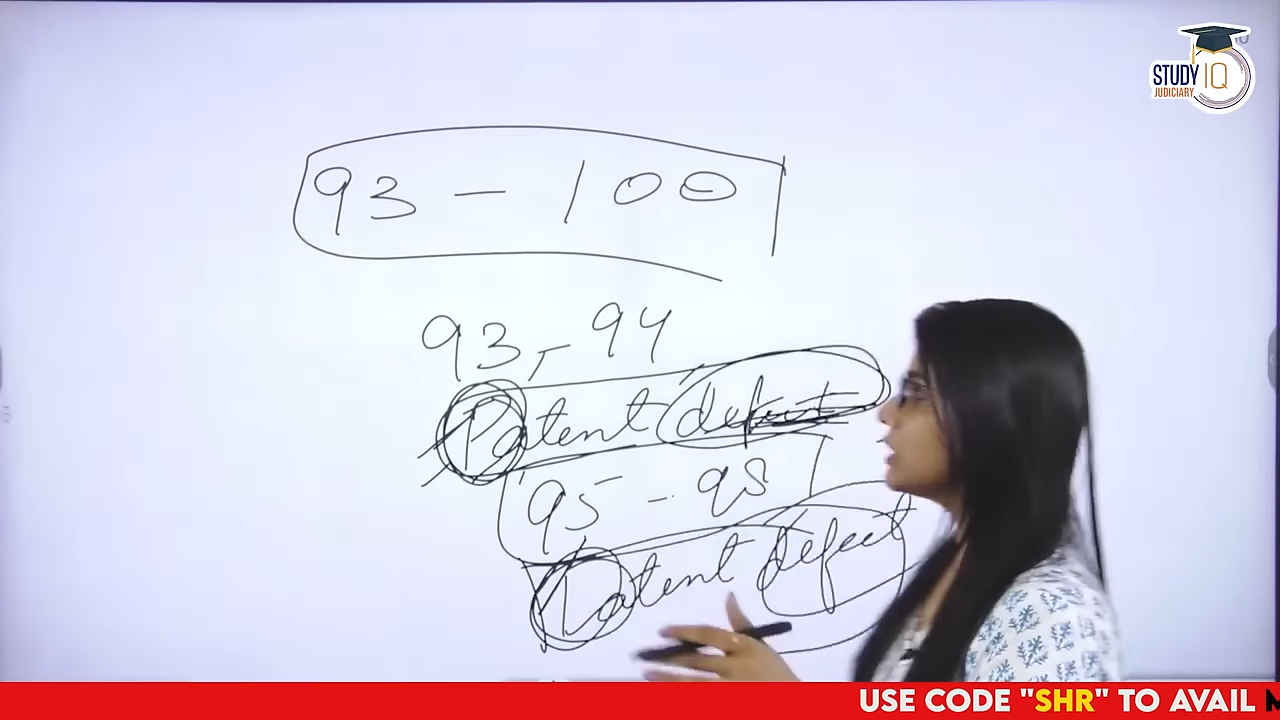 STUDY IQ
JUDICIARY
93 - 100
93, - 94
Patent defect
95 - 98
Latent defect
USE CODE "SHR" TO AVAIL